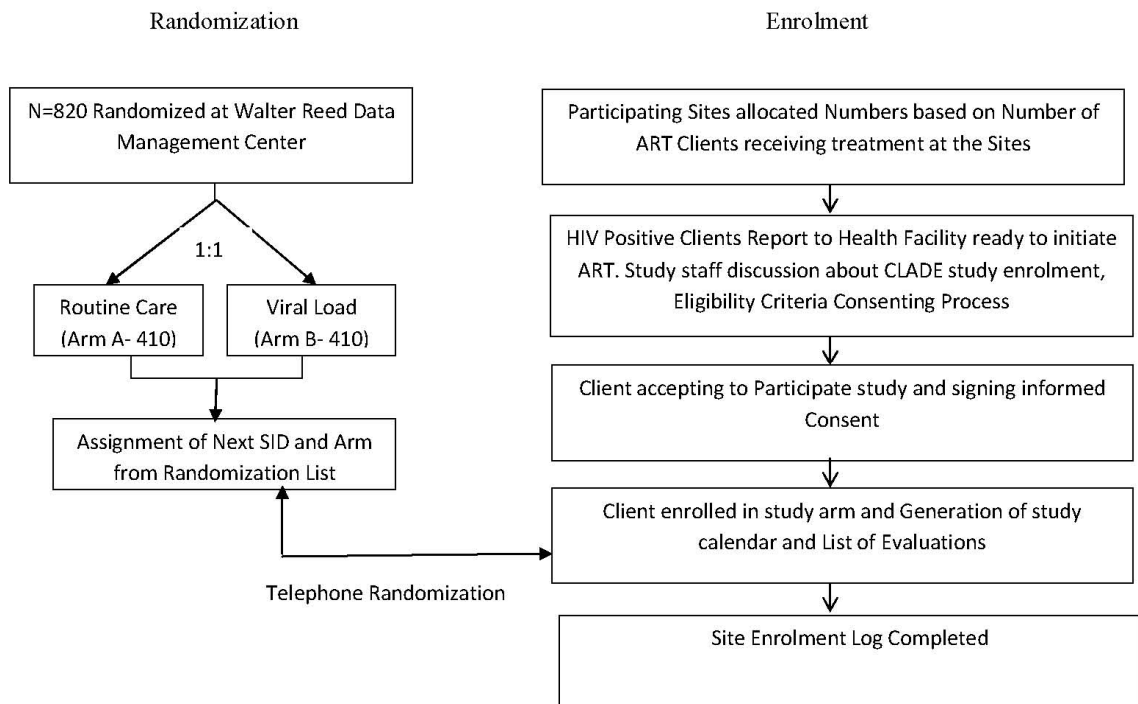 Randomization
N=820 Randomized at Walter Reed Data
Management Center
1:1
Routine Care
(Arm A- 410)
Viral Load
(Arm B- 410)
Assignment of Next SID and Arm
from Randomization List
Telephone Randomization
Enrolment
Participating Sites allocated Numbers based on Number of
ART Clients receiving treatment at the Sites
HIV Positive Clients Report to Health Facility ready to initiate
ART. Study staff discussion about CLADE study enrolment,
Eligibility Criteria Consenting Process
Client accepting to Participate study and signing informed
Consent
Client enrolled in study arm and Generation of study
calendar and List of Evaluations
Site Enrolment Log Completed